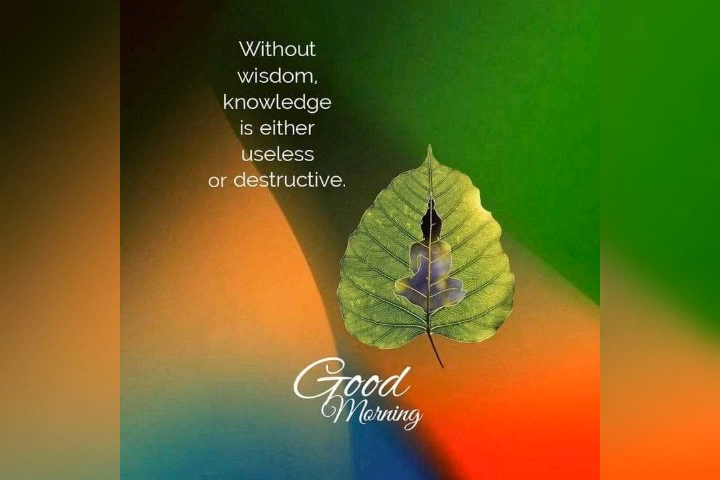 Without
wisdom,
knowledge
is either
useless
or destructive.
Good
Morning